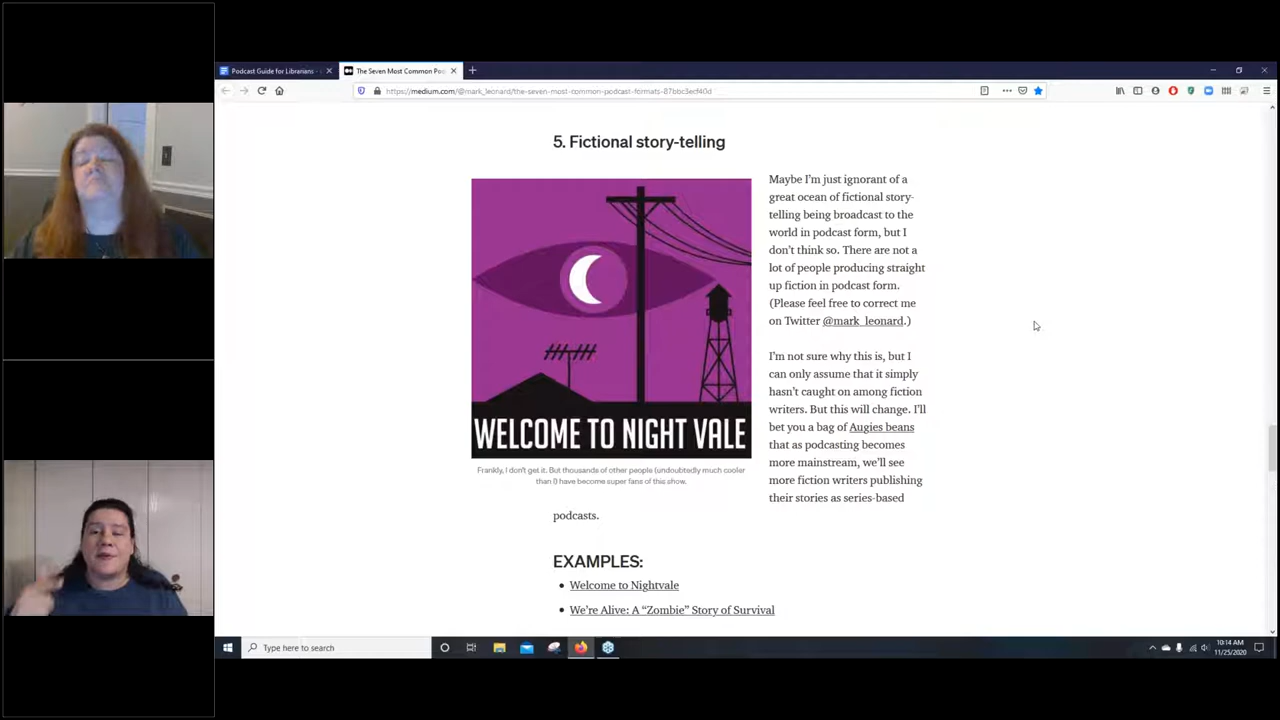 Podcast Guide for Librarians -
The Seven Most Common Po
https://medium.com/@mark_leonard/the-seven-most-common-podcast-formats-87bbc3ecf40d
5. Fictional story-telling
WELCOME TO NIGHT VALE
Frankly, I don't get it. But thousands of other people (undoubtedly much cooler
than I) have become super fans of this show.
Maybe I'm just ignorant of a
great ocean of fictional story-
telling being broadcast to the
world in podcast form, but I
don't think so. There are not a
lot of people producing straight
up fiction in podcast form.
(Please feel free to correct me
on Twitter @mark_leonard.)
I'm not sure why this is, but I
can only assume that it simply
hasn't caught on among fiction
writers. But this will change. I'll
bet you a bag of Augies beans
that as podcasting becomes
more mainstream, we'll see
more fiction writers publishing
their stories as series-based
podcasts.
EXAMPLES:
• Welcome to Nightvale
• We're Alive: A “Zombie” Story of Survival
Type here to search
10:14 AM
11/25/2020